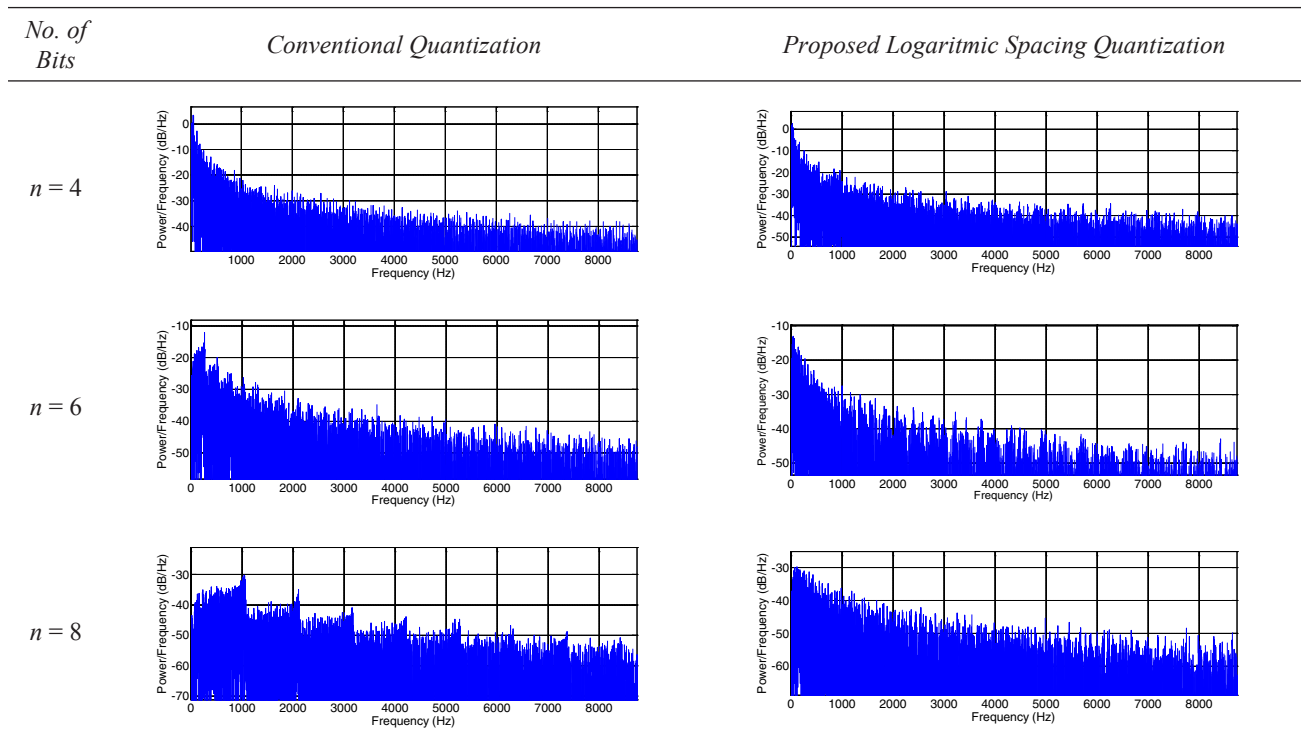 No. of Bits
Conventional Quantization
Proposed Logaritmic Spacing Quantization
n = 4
Power/Frequency (dB/Hz)
0
-10
-20
-30
-40
1000 2000 3000 4000 5000 6000 7000 8000
Frequency (Hz)
Power/Frequency (dB/Hz)
0
-10
-20
-30
-40
-50
0 1000 2000 3000 4000 5000 6000 7000 8000
Frequency (Hz)
n = 6
Power/Frequency (dB/Hz)
-10
-20
-30
-40
-50
0 1000 2000 3000 4000 5000 6000 7000 8000
Frequency (Hz)
Power/Frequency (dB/Hz)
-10
-20
-30
-40
-50
0 1000 2000 3000 4000 5000 6000 7000 8000
Frequency (Hz)
n = 8
Power/Frequency (dB/Hz)
-30
-40
-50
-60
-70
0 1000 2000 3000 4000 5000 6000 7000 8000
Frequency (Hz)
Power/Frequency (dB/Hz)
-30
-40
-50
-60
0 1000 2000 3000 4000 5000 6000 7000 8000
Frequency (Hz)